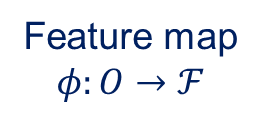 Feature map
𝜙: 𝑂 → ℱ